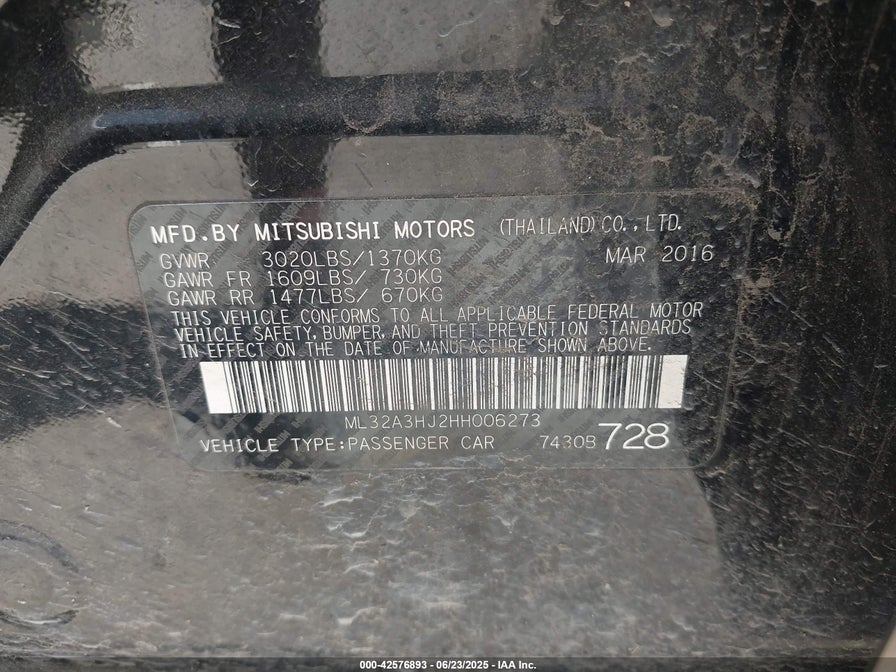 MFD.BY MITSUBISHI MOTORS (THAILAND)CO.,LTD.
GVWR 3020LBS/1370KG MAR 2016
GAWR FR 1609LBS/ 730KG
GAWR RR 1477LBS/ 670KG
THIS VEHICLE CONFORMS TO ALL APPLICABLE FEDERAL MOTOR
VEHICLE SAFETY,BUMPER,AND THEFT PREVENTION STANDARDS
IN EFFECT ON THE DATE OF MANUFACTURE SHOWN ABOVE.
ML32A3HJ2HH006273
VEHICLE TYPE:PASSENGER CAR 7430B 728
000-42576893 - 06/23/2025 - IAA Inc.